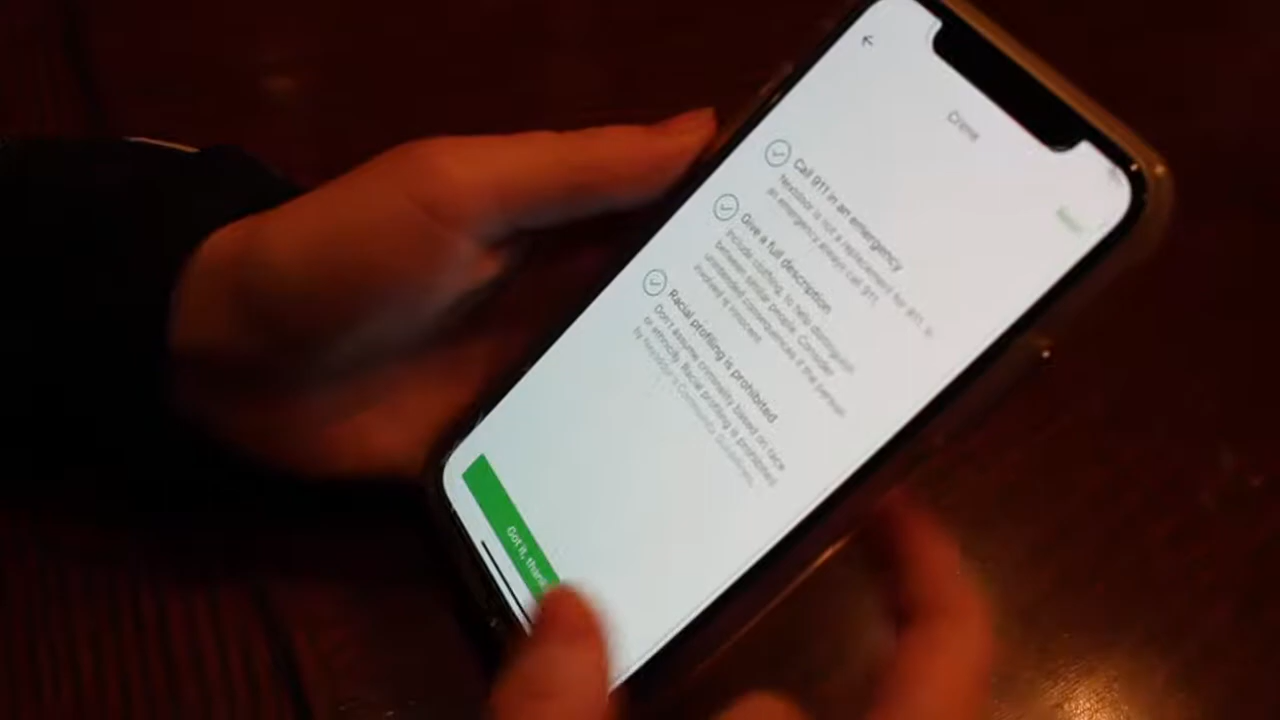 Crime
Call 911 in an emergency
Nextdoor is not a replacement for 911. In
an emergency always call 911.
Give a full description
Include clothing, to help distinguish
between similar people. Consider
unintended consequences if the person
involved is innocent.
Racial profiling is prohibited
Don't assume criminality based on race
or ethnicity. Racial profiling is prohibited
by Nextdoor's Community Guidelines.
Got it,